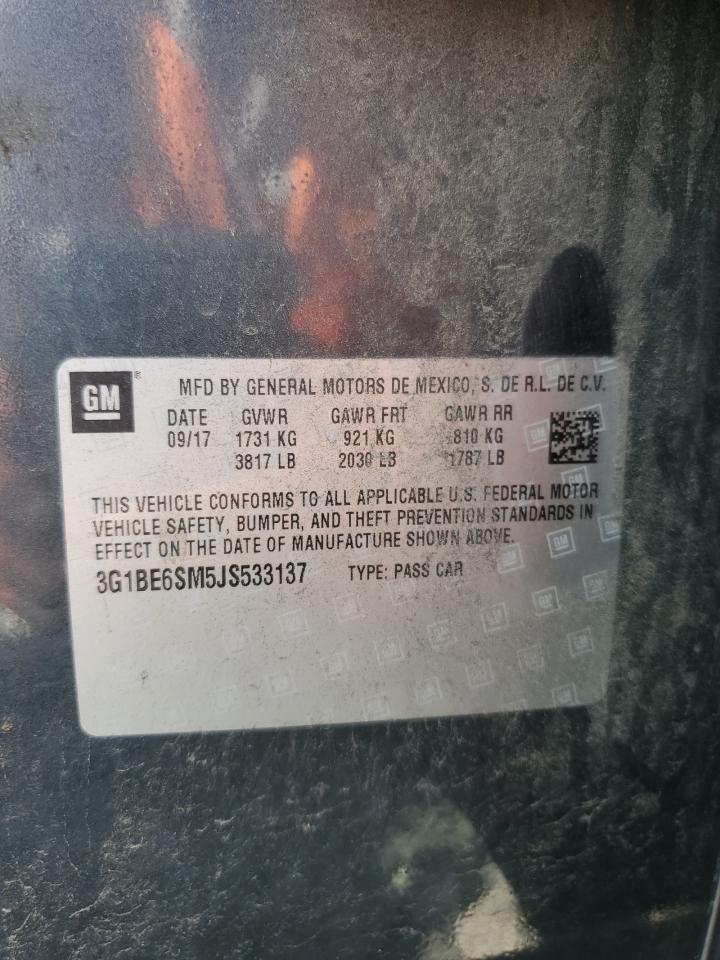 GM
MFD BY GENERAL MOTORS DE MEXICO, S. DE R.L. DE C.V.
DATE GVWR GAWR FRT GAWR RR
09/17 1731 KG 921 KG 810 KG
3817 LB 2030 LB 1787 LB
THIS VEHICLE CONFORMS TO ALL APPLICABLE U.S. FEDERAL MOTOR
VEHICLE SAFETY, BUMPER, AND THEFT PREVENTION STANDARDS IN
EFFECT ON THE DATE OF MANUFACTURE SHOWN ABOVE.
3G1BE6SM5JS533137 TYPE: PASS CAR